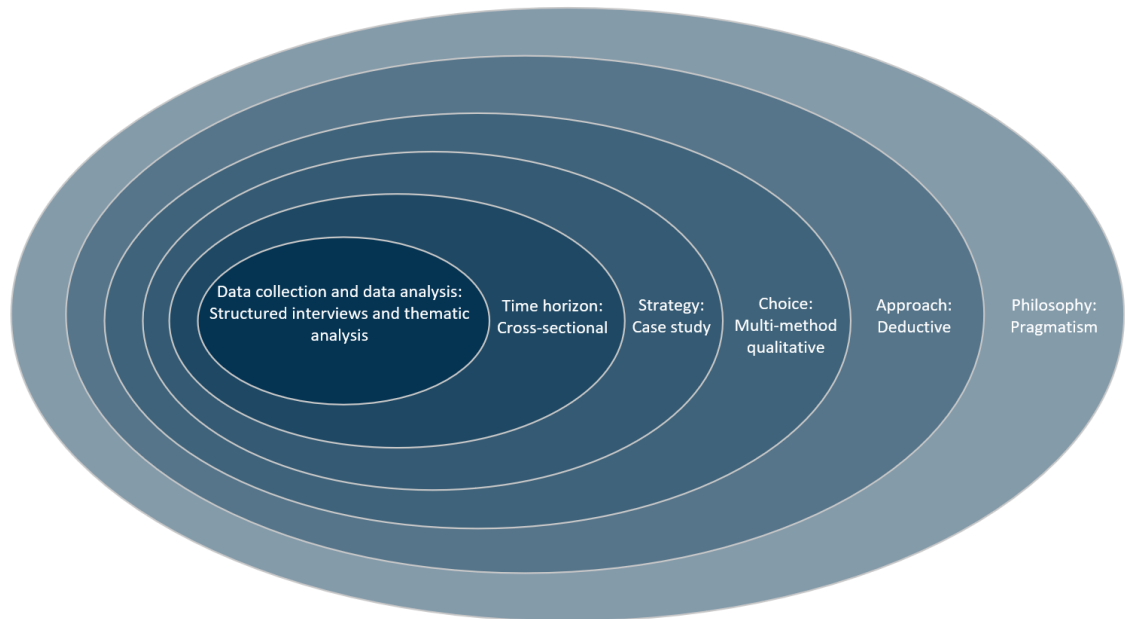 Data collection and data analysis:
Structured interviews and thematic
analysis
Time horizon:
Cross-sectional
Strategy:
Case study
Choice:
Multi-method
qualitative
Approach:
Deductive
Philosophy:
Pragmatism